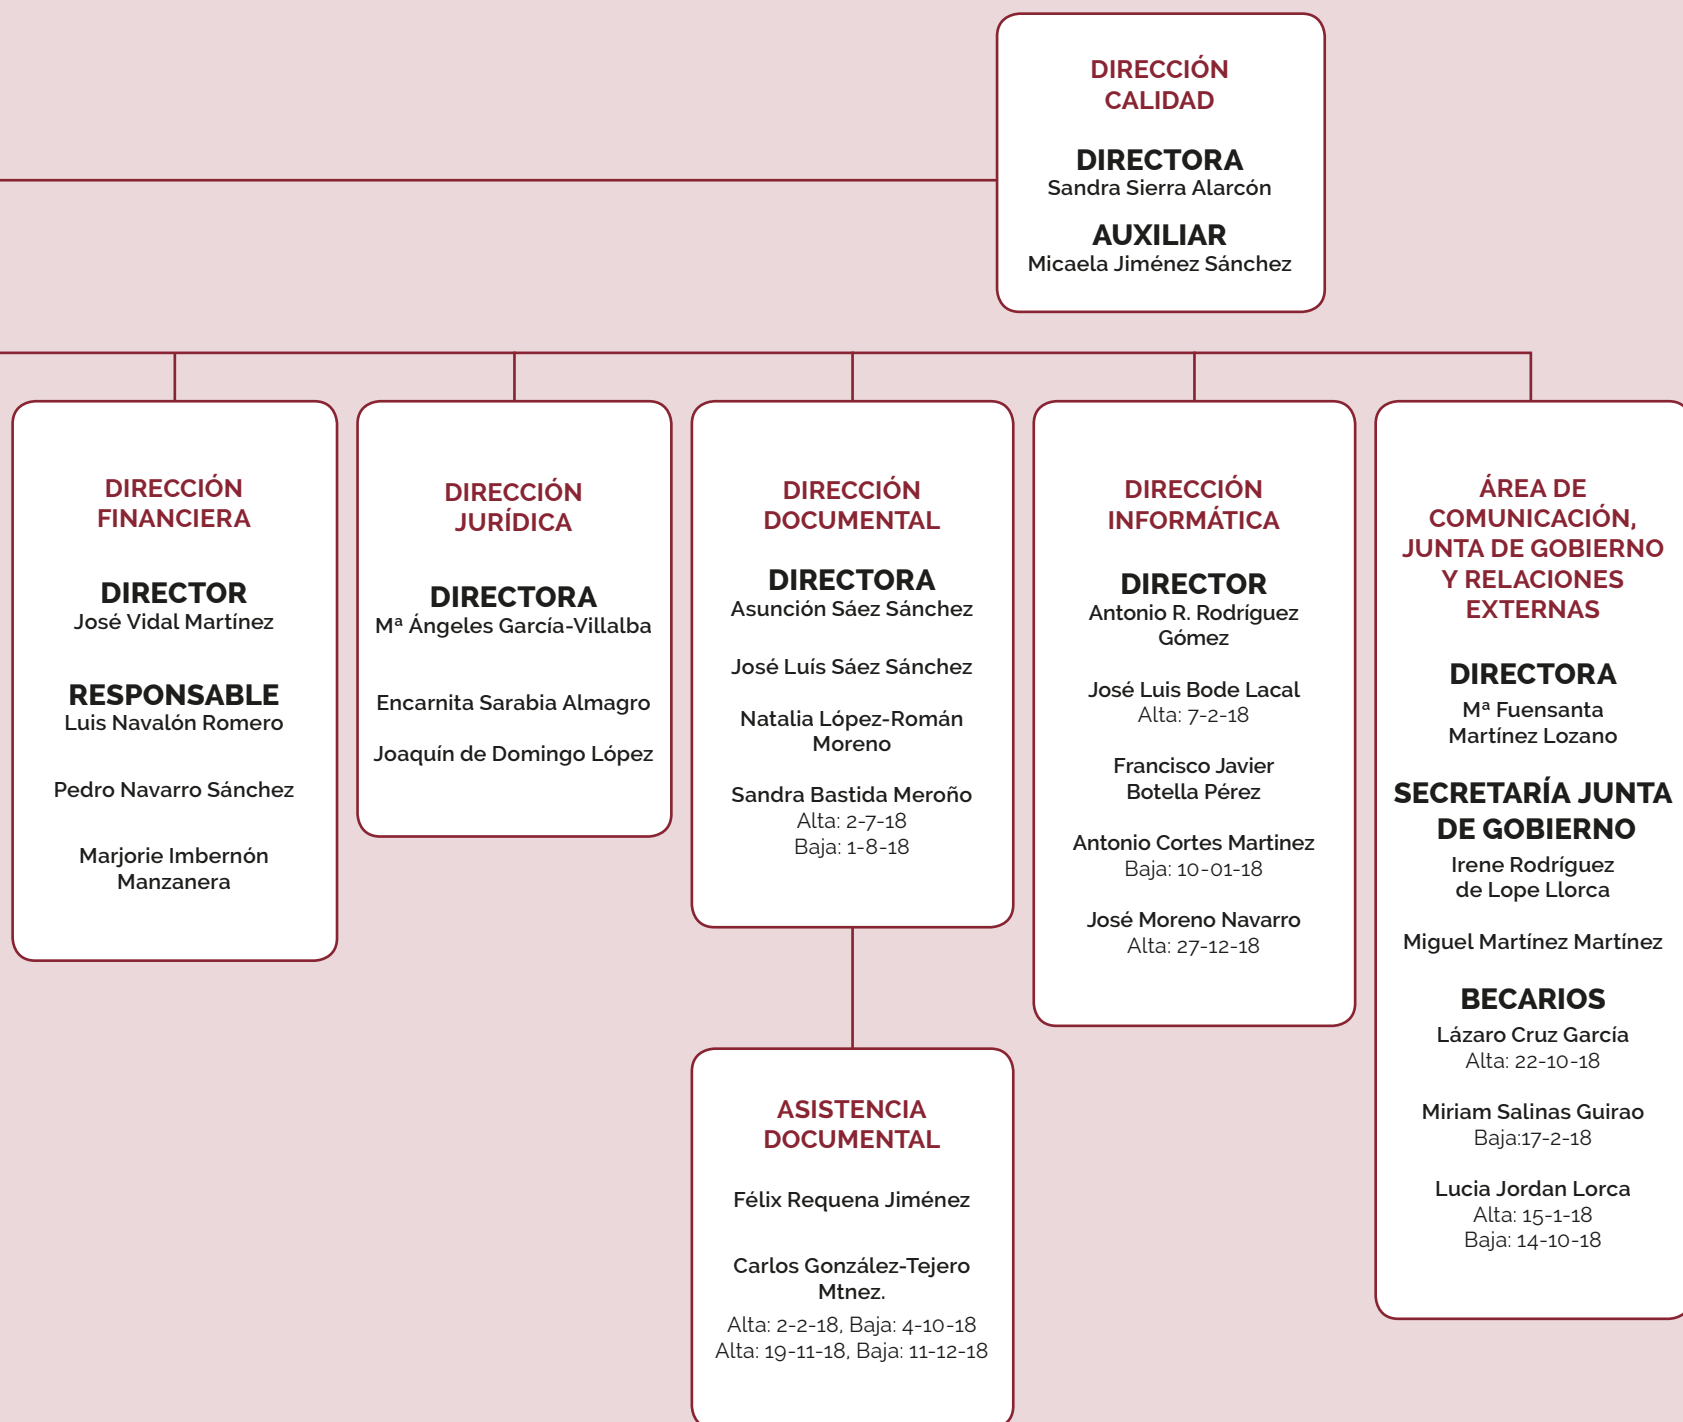 DIRECCIÓN
CALIDAD
DIRECTORA
Sandra Sierra Alarcón
AUXILIAR
Micaela Jiménez Sánchez
DIRECCIÓN
FINANCIERA
DIRECTOR
José Vidal Martínez
RESPONSABLE
Luis Navalón Romero
Pedro Navarro Sánchez
Marjorie Imbernón
Manzanera
DIRECCIÓN
JURÍDICA
DIRECTORA
Mª Ángeles García-Villalba
Encarnita Sarabia Almagro
Joaquín de Domingo López
DIRECCIÓN
DOCUMENTAL
DIRECTORA
Asunción Sáez Sánchez
José Luís Sáez Sánchez
Natalia López-Román
Moreno
Sandra Bastida Meroño
Alta: 2-7-18
Baja: 1-8-18
ASISTENCIA
DOCUMENTAL
Félix Requena Jiménez
Carlos González-Tejero
Mtnez.
Alta: 2-2-18, Baja: 4-10-18
Alta: 19-11-18, Baja: 11-12-18
DIRECCIÓN
INFORMÁTICA
DIRECTOR
Antonio R. Rodríguez
Gómez
José Luis Bode Lacal
Alta: 7-2-18
Francisco Javier
Botella Pérez
Antonio Cortes Martinez
Baja: 10-01-18
José Moreno Navarro
Alta: 27-12-18
ÁREA DE
COMUNICACIÓN,
JUNTA DE GOBIERNO
Y RELACIONES
EXTERNAS
DIRECTORA
Mª Fuensanta
Martínez Lozano
SECRETARÍA JUNTA
DE GOBIERNO
Irene Rodríguez
de Lope Llorca
Miguel Martínez Martínez
BECARIOS
Lázaro Cruz García
Alta: 22-10-18
Miriam Salinas Guirao
Baja:17-2-18
Lucia Jordan Lorca
Alta: 15-1-18
Baja: 14-10-18